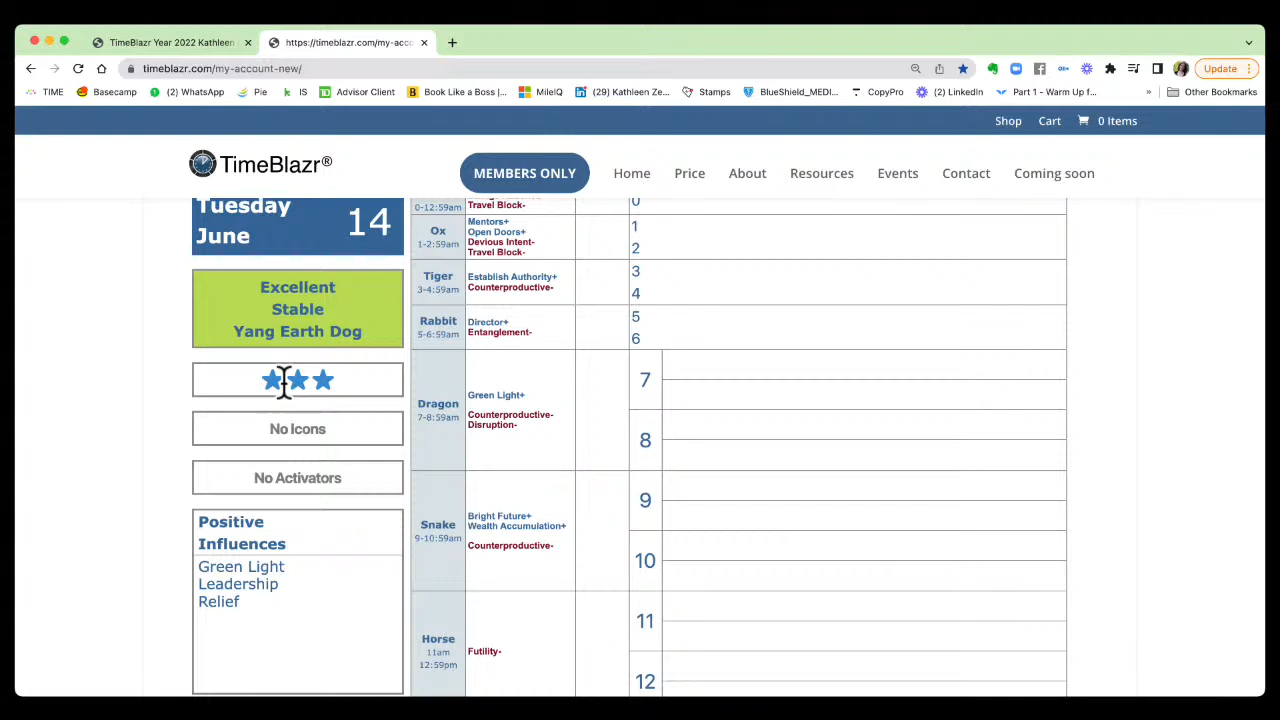 TimeBlazr Year 2022 Kathleen
https://timeblazr.com/my-acco
timeblazr.com/my-account-new/
Update
TIME
Basecamp
(2) WhatsApp
Pie
IS
Advisor Client
Book Like a Boss |...
MileIQ
(29) Kathleen Ze...
Stamps
BlueShield_MEDI...
CopyPro
(2) LinkedIn
Part 1 - Warm Up f...
»
Other Bookmarks
Shop
Cart
0 Items
TimeBlazr®
MEMBERS ONLY
Home
Price
About
Resources
Events
Contact
Coming soon
Tuesday
June
14
Excellent
Stable
Yang Earth Dog
No Icons
No Activators
Positive
Influences
Green Light
Leadership
Relief
0-12:59am
Travel Block-
0
Ox
1-2:59am
Mentors+
Open Doors+
Devious Intent-
Travel Block-
1
2
Tiger
3-4:59am
Establish Authority+
Counterproductive-
3
4
Rabbit
5-6:59am
Director+
Entanglement-
5
6
Dragon
7-8:59am
Green Light+
Counterproductive-
Disruption-
7
8
Snake
9-10:59am
Bright Future+
Wealth Accumulation+
Counterproductive-
9
10
Horse
11am
12:59pm
Futility-
11
12